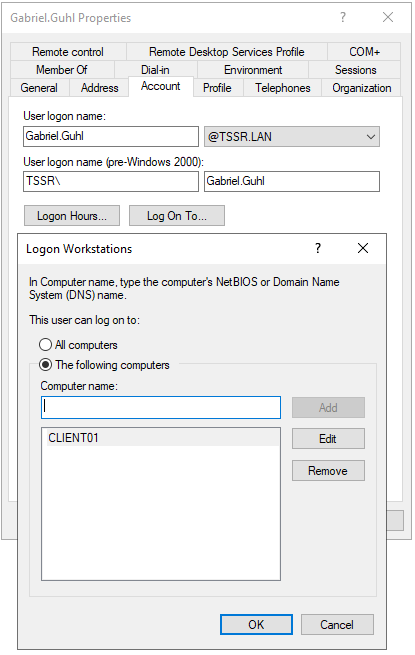 Gabriel.Guhl Properties
?
Remote control Remote Desktop Services Profile COM+
Member Of Dial-in Environment Sessions
General Address Account Profile Telephones Organization
User logon name:
Gabriel.Guhl @TSSR.LAN
User logon name (pre-Windows 2000):
TSSR\ Gabriel.Guhl
Logon Hours... Log On To...
Logon Workstations
?
In Computer name, type the computer's NetBIOS or Domain Name
System (DNS) name.
This user can log on to:
All computers
The following computers
Computer name:
Add
CLIENT01
Edit
Remove
OK Cancel